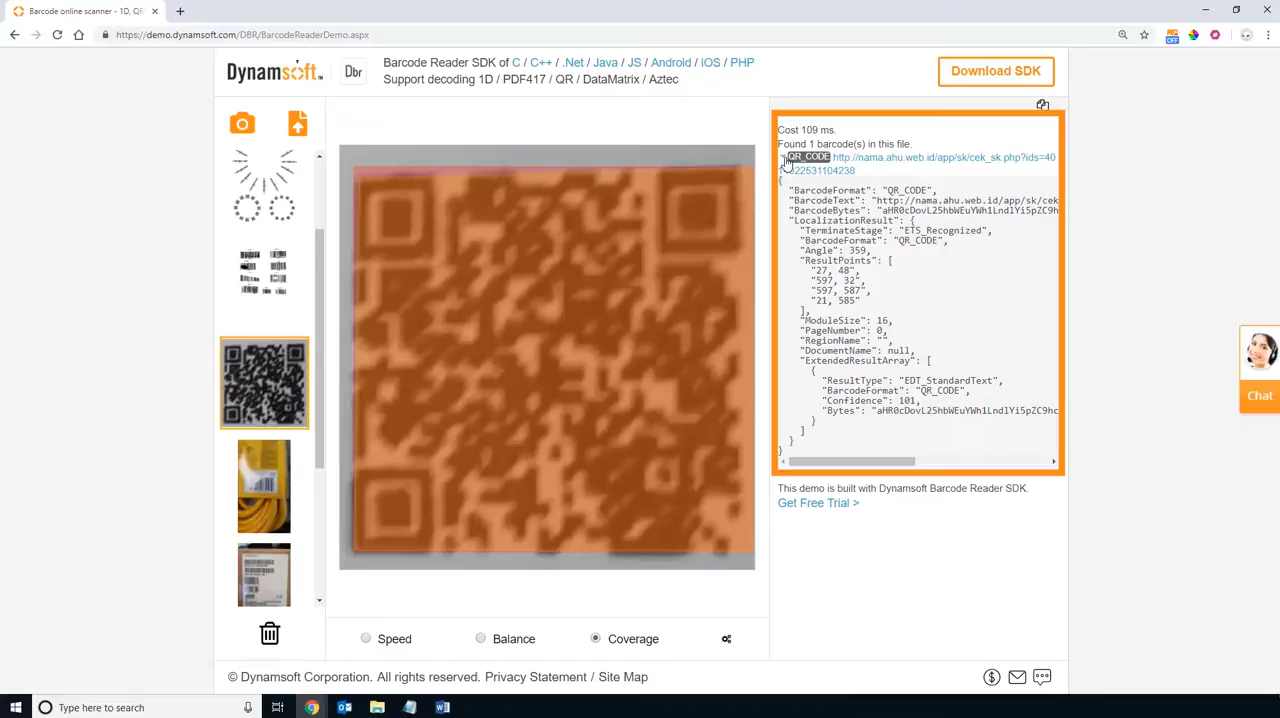 Barcode online scanner - 1D, QR
https://demo.dynamsoft.com/DBR/BarcodeReaderDemo.aspx
OFF
Dynamsoft
Dbr
Barcode Reader SDK of C / C++ / .Net / Java / JS / Android / iOS / PHP
Support decoding 1D / PDF417 / QR / DataMatrix / Aztec
Download SDK
Cost 109 ms.
Found 1 barcode(s) in this file.
QR_CODE http://nama.ahu.web.id/app/sk/cek_sk.php?ids=40
022531104238
{
"BarcodeFormat": "QR_CODE",
"BarcodeText": "http://nama.ahu.web.id/app/sk/cek
"BarcodeBytes": "aHR0cDovL25hbWEuYWh1LndlYi5pZC9h
"LocalizationResult": {
"TerminateStage": "ETS_Recognized",
"BarcodeFormat": "QR_CODE",
"Angle": 359,
"ResultPoints": [
"27, 48",
"597, 32",
"597, 587",
"21, 585"
],
"ModuleSize": 16,
"PageNumber": 0,
"RegionName": "",
"DocumentName": null,
"ExtendedResultArray": [
{
"ResultType": "EDT_StandardText",
"BarcodeFormat": "QR_CODE",
"Confidence": 101,
"Bytes": "aHR0cDovL25hbWEuYWh1LndlYi5pZC9hc
}
]
}
}
This demo is built with Dynamsoft Barcode Reader SDK.
Get Free Trial >
Chat
Speed
Balance
Coverage
© Dynamsoft Corporation. All rights reserved. Privacy Statement / Site Map
Type here to search